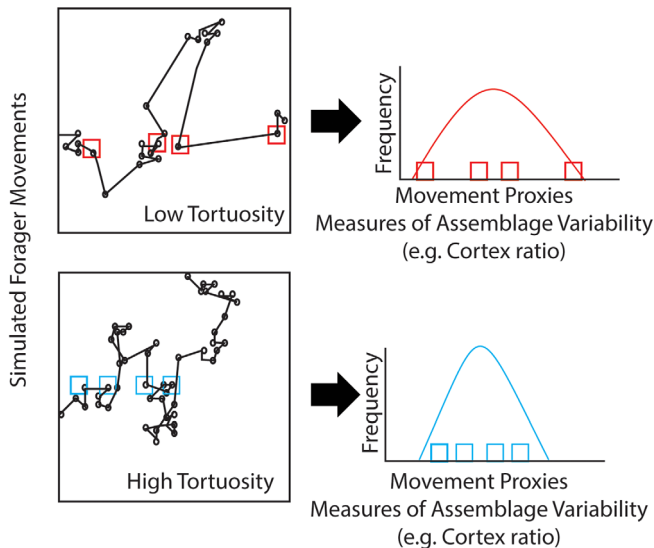 Simulated Forager Movements
Low Tortuosity
Frequency
Movement Proxies
Measures of Assemblage Variability
(e.g. Cortex ratio)
High Tortuosity
Frequency
Movement Proxies
Measures of Assemblage Variability
(e.g. Cortex ratio)